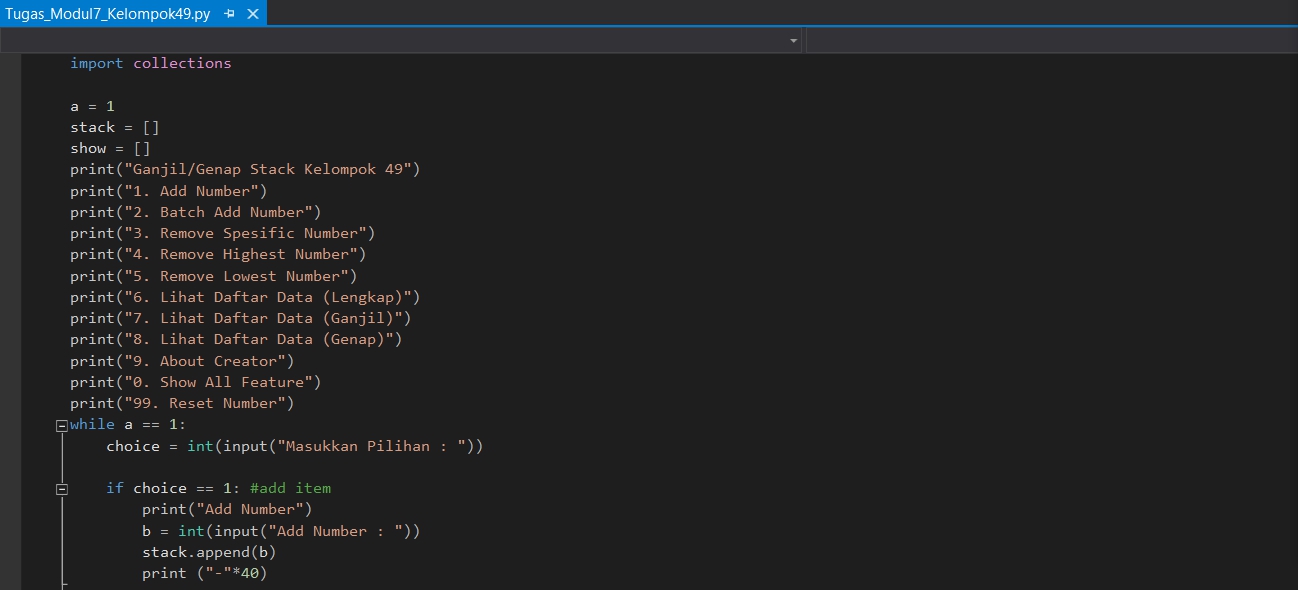 Tugas_Modul7_Kelompok49.py
import collections
a = 1
stack = []
show = []
print("Ganjil/Genap Stack Kelompok 49")
print("1. Add Number")
print("2. Batch Add Number")
print("3. Remove Spesific Number")
print("4. Remove Highest Number")
print("5. Remove Lowest Number")
print("6. Lihat Daftar Data (Lengkap)")
print("7. Lihat Daftar Data (Ganjil)")
print("8. Lihat Daftar Data (Genap)")
print("9. About Creator")
print("0. Show All Feature")
print("99. Reset Number")
while a == 1:
    choice = int(input("Masukkan Pilihan : "))
    if choice == 1: #add item
        print("Add Number")
        b = int(input("Add Number : "))
        stack.append(b)
        print ("-"*40)